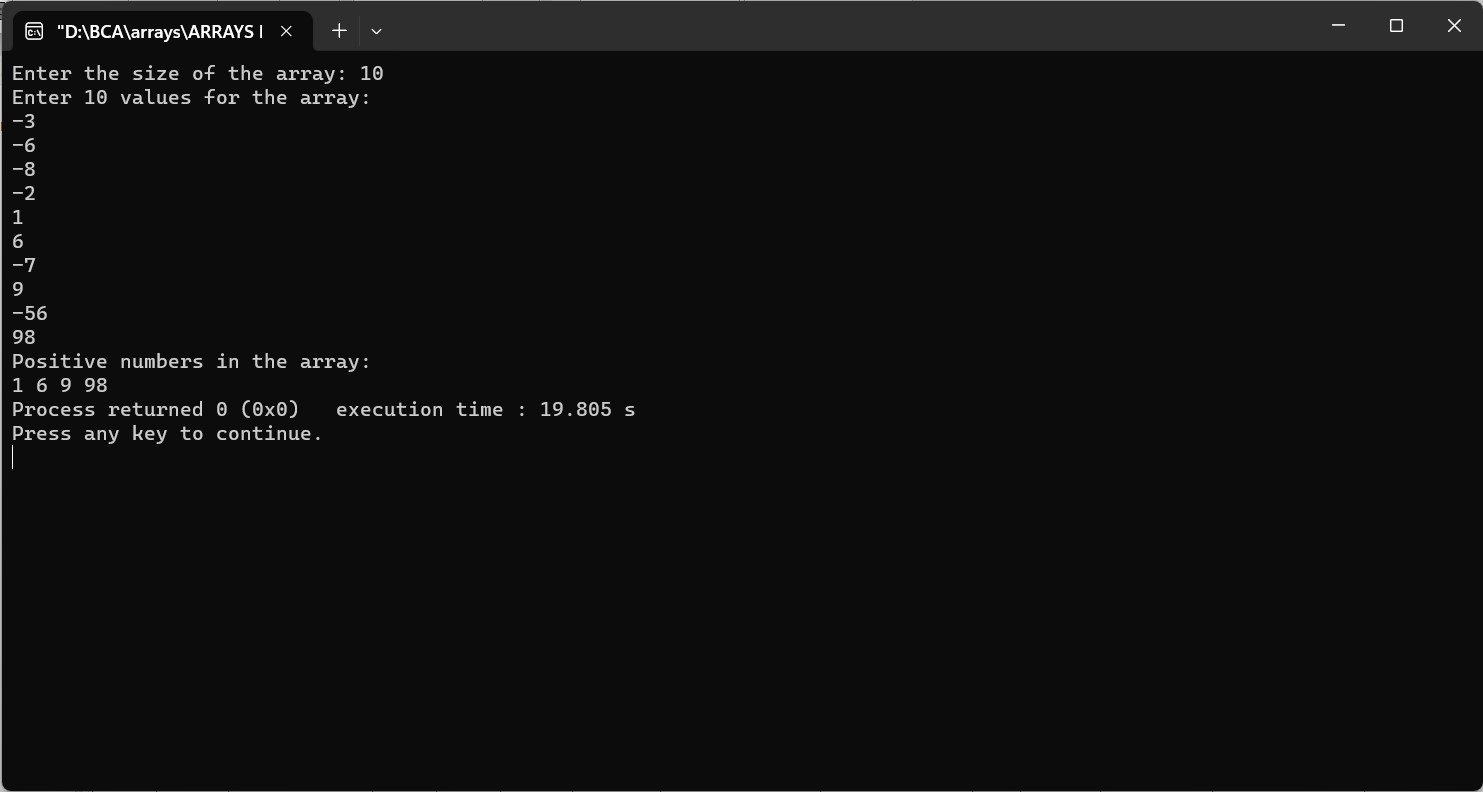 "D:\BCA\arrays\ARRAYS
Enter the size of the array: 10
Enter 10 values for the array:
-3
-6
-8
-2
1
6
-7
9
-56
98
Positive numbers in the array:
1 6 9 98
Process returned 0 (0x0)   execution time : 19.805 s
Press any key to continue.